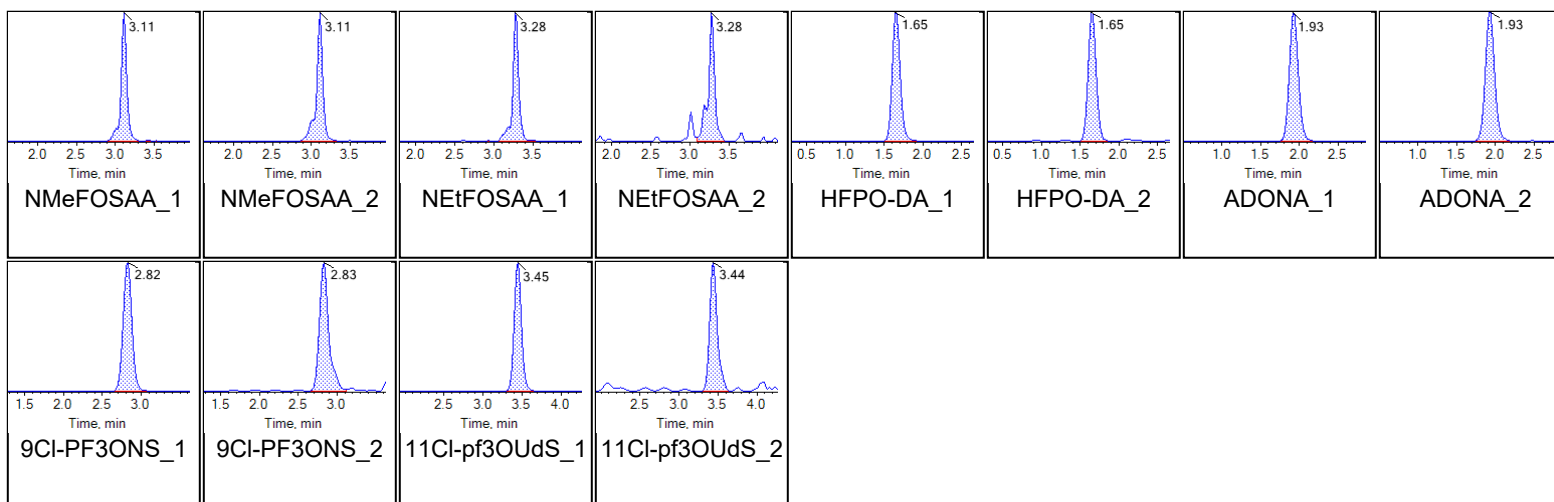 3.11
3.11
3.28
3.28
1.65
1.65
1.93
1.93
2.0 2.5 3.0 3.5
2.0 2.5 3.0 3.5
2.0 2.5 3.0 3.5
2.0 2.5 3.0 3.5
0.5 1.0 1.5 2.0 2.5
0.5 1.0 1.5 2.0 2.5
1.0 1.5 2.0 2.5
1.0 1.5 2.0 2.5
Time, min
Time, min
Time, min
Time, min
Time, min
Time, min
Time, min
Time, min
NMeFOSAA_1
NMeFOSAA_2
NEtFOSAA_1
NEtFOSAA_2
HFPO-DA_1
HFPO-DA_2
ADONA_1
ADONA_2
2.82
2.83
3.45
3.44
1.5 2.0 2.5 3.0
1.5 2.0 2.5 3.0
2.5 3.0 3.5 4.0
2.5 3.0 3.5 4.0
Time, min
Time, min
Time, min
Time, min
9Cl-PF3ONS_1
9Cl-PF3ONS_2
11Cl-pf3OUdS_1
11Cl-pf3OUdS_2